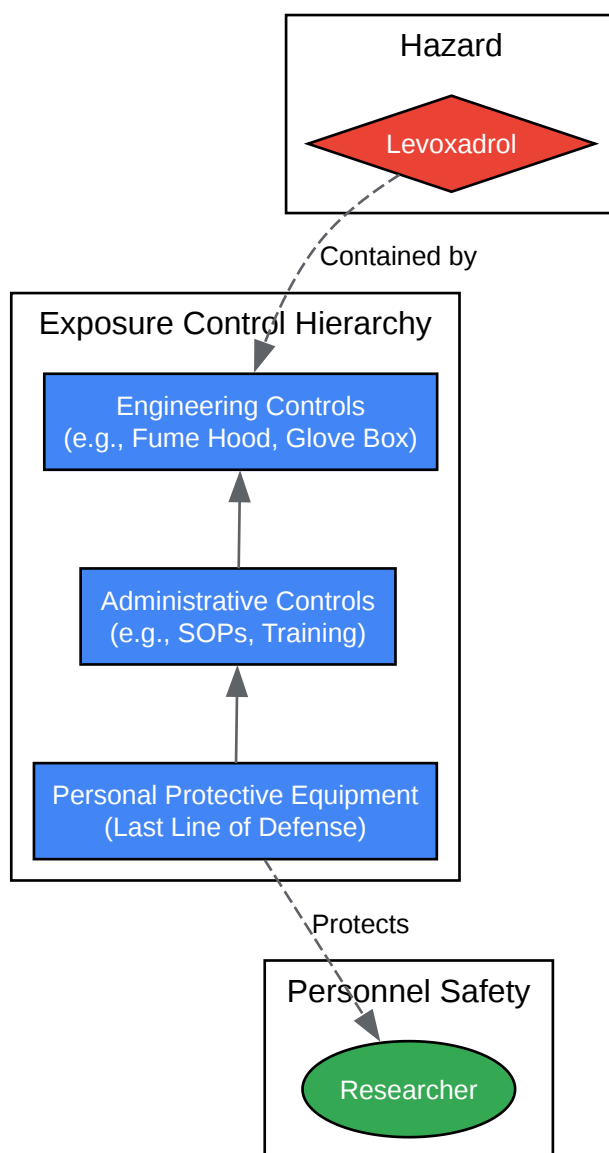 Hazard
Levoxadrol
Contained by
Exposure Control Hierarchy
Engineering Controls
(e.g., Fume Hood, Glove Box)
Administrative Controls
(e.g., SOPs, Training)
Personal Protective Equipment
(Last Line of Defense)
Protects
Personnel Safety
Researcher